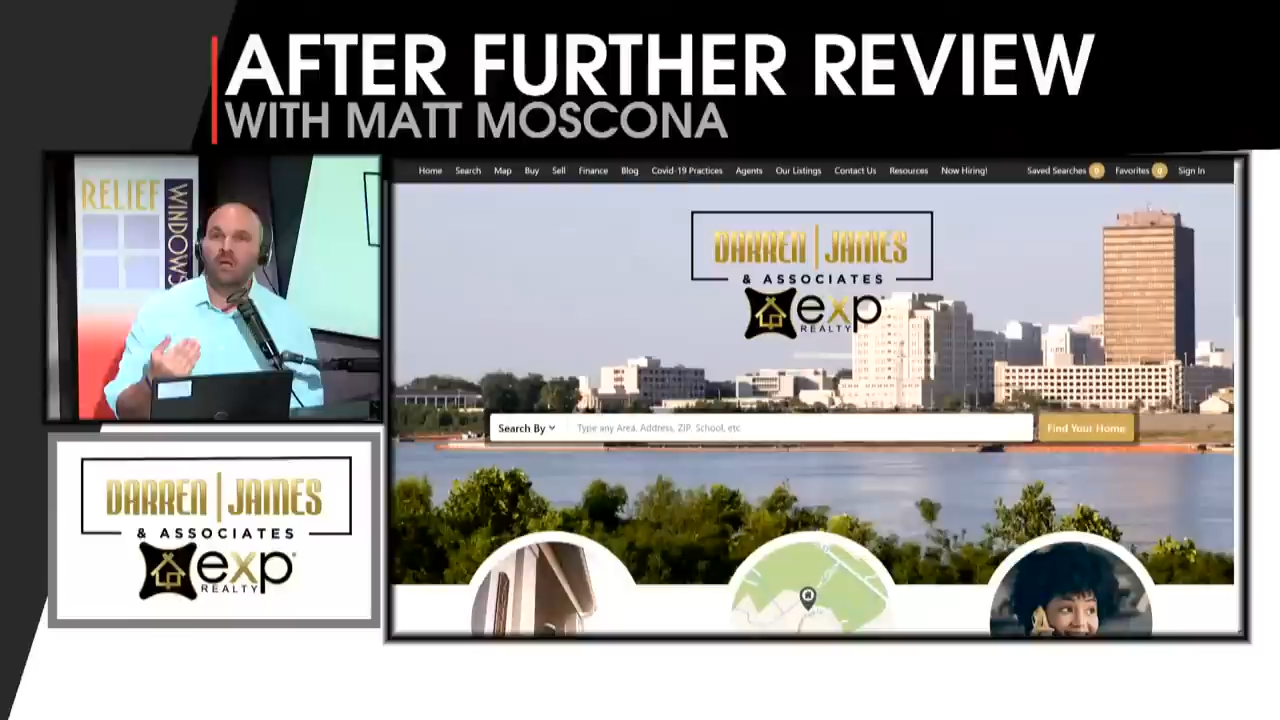 AFTER FURTHER REVIEW
WITH MATT MOSCONA
RELIEF
WINDOWS
Home Search Map Buy Sell Finance Blog Covid-19 Practices Agents Our Listings Contact Us Resources Now Hiring! Saved Searches 0 Favorites 0 Sign In
DARREN | JAMES
& ASSOCIATES
exp
REALTY
Search By Type any Area, Address, ZIP, School, etc Find Your Home
DARREN | JAMES
& ASSOCIATES
exp
REALTY